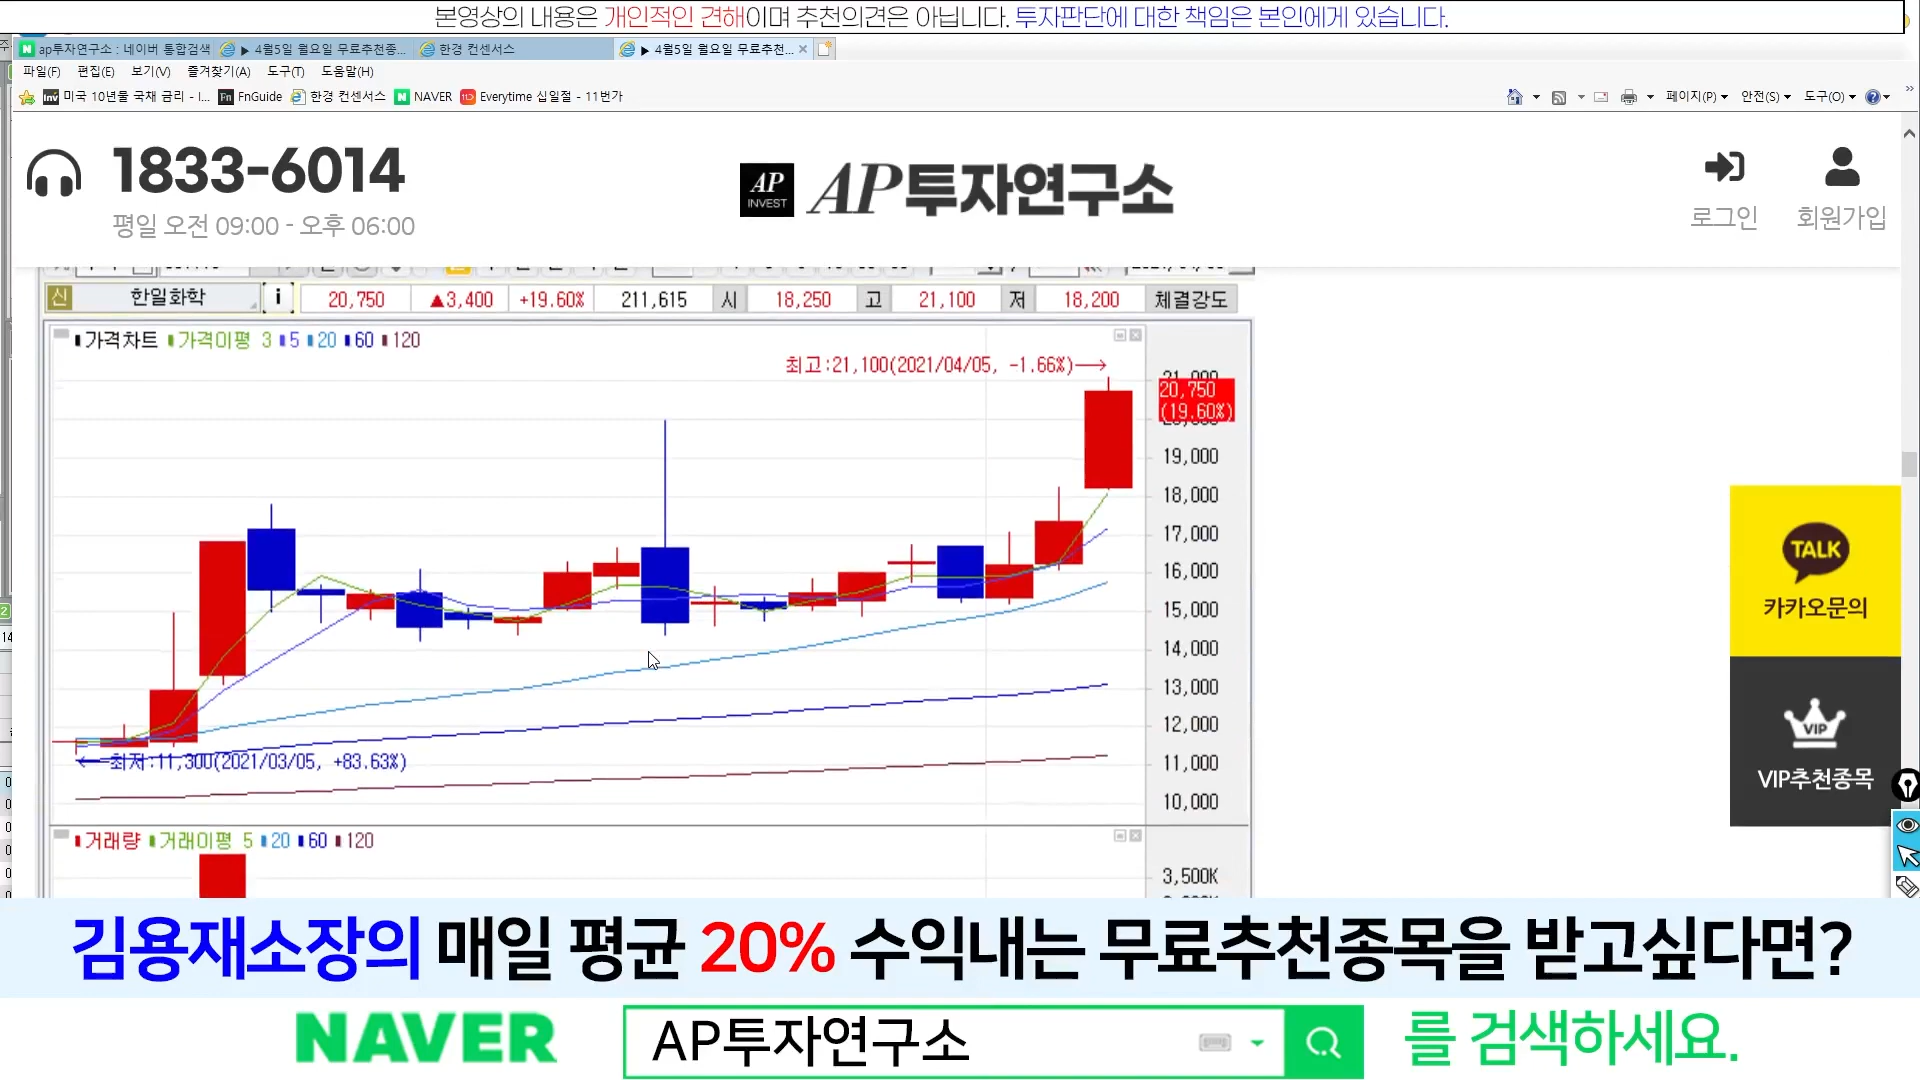 본영상의 내용은 개인적인 견해이며 추천의견은 아닙니다. 투자판단에 대한 책임은 본인에게 있습니다.
ap투자연구소 : 네이버 통합검색 ▶ 4월5일 월요일 무료추천종... 한경 컨센서스 ▶ 4월5일 월요일 무료추천...
파일(F) 편집(E) 보기(V) 즐겨찾기(A) 도구(T) 도움말(H)
미국 10년물 국채 금리 - I... FnGuide 한경 컨센서스 NAVER Everytime 십일절 - 11번가 페이지(P) 안전(S) 도구(O)
1833-6014
평일 오전 09:00 - 오후 06:00
AP INVEST AP투자연구소
로그인 회원가입
신 한일화학 20,750 ▲3,400 +19.60% 211,615 시 18,250 고 21,100 저 18,200 체결강도
가격차트 가격이평 3 5 20 60 120
최고:21,100(2021/04/05, -1.66%)→
21,000
20,750
(19.60%)
19,000
18,000
17,000
16,000
15,000
14,000
13,000
12,000
11,000
10,000
←최저:11,300(2021/03/05, +83.63%)
TALK
카카오문의
VIP
VIP추천종목
거래량 거래이평 5 20 60 120
3,500K
김용재소장의 매일 평균 20% 수익내는 무료추천종목을 받고싶다면?
NAVER AP투자연구소 를 검색하세요.